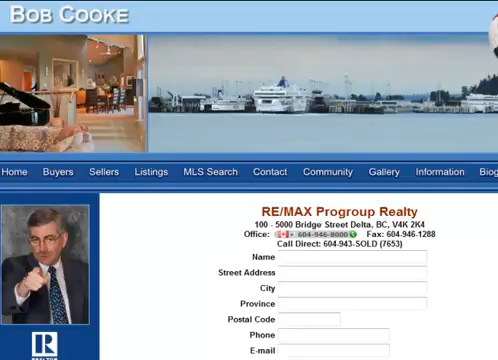 BOB COOKE
Home Buyers Sellers Listings MLS Search Contact Community Gallery Information Blog
RE/MAX Progroup Realty
100 - 5000 Bridge Street Delta, BC, V4K 2K4
Office: 604-946-8000 Fax: 604-946-1288
Call Direct: 604-943-SOLD (7653)
Name
Street Address
City
Province
Postal Code
Phone
E-mail
R
REALTOR